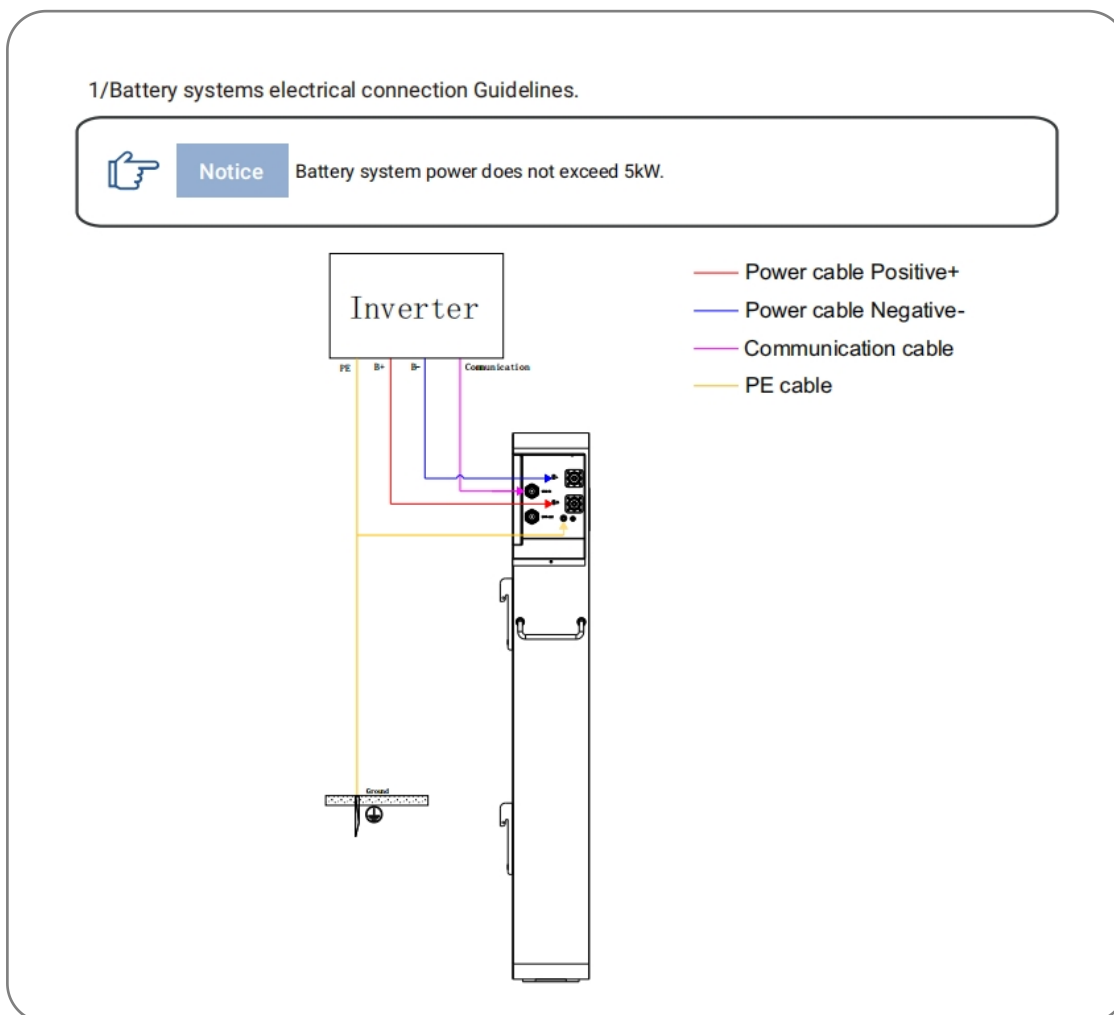 1/Battery systems electrical connection Guidelines.
Notice Battery system power does not exceed 5kW.
Inverter
PE B+ B- Communication
Power cable Positive+
Power cable Negative-
Communication cable
PE cable
Ground